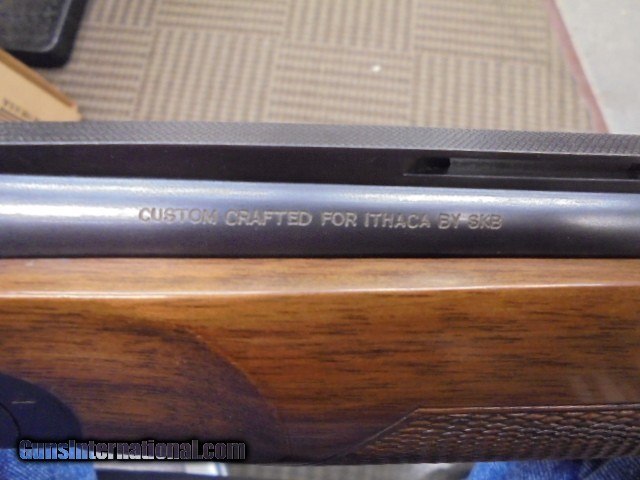 CUSTOM CRAFTED FOR ITHACA BY SKB
GunsInternational.com